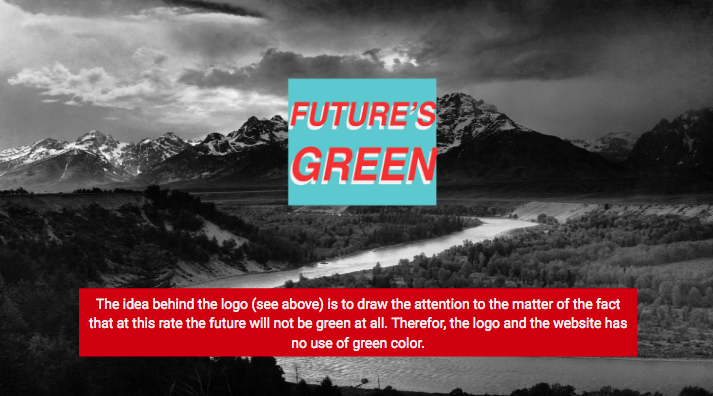 FUTURE'S
GREEN
The idea behind the logo (see above) is to draw the attention to the matter of the fact
that at this rate the future will not be green at all. Therefor, the logo and the website has
no use of green color.